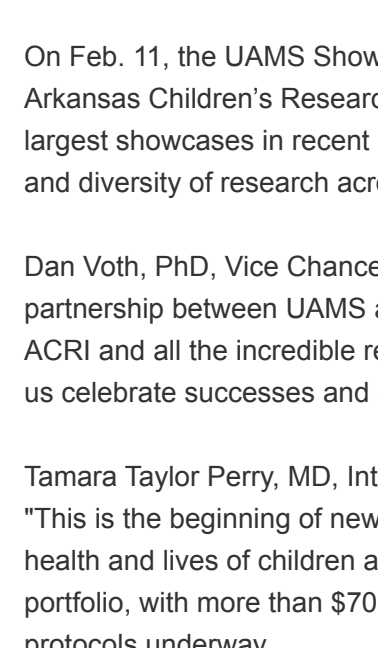 On Feb. 11, the UAMS Show
Arkansas Children's Researc
largest showcases in recent
and diversity of research acr
Dan Voth, PhD, Vice Chance
partnership between UAMS a
ACRI and all the incredible re
us celebrate successes and
Tamara Taylor Perry, MD, Int
"This is the beginning of new
health and lives of children a
portfolio, with more than $70
protocols underway